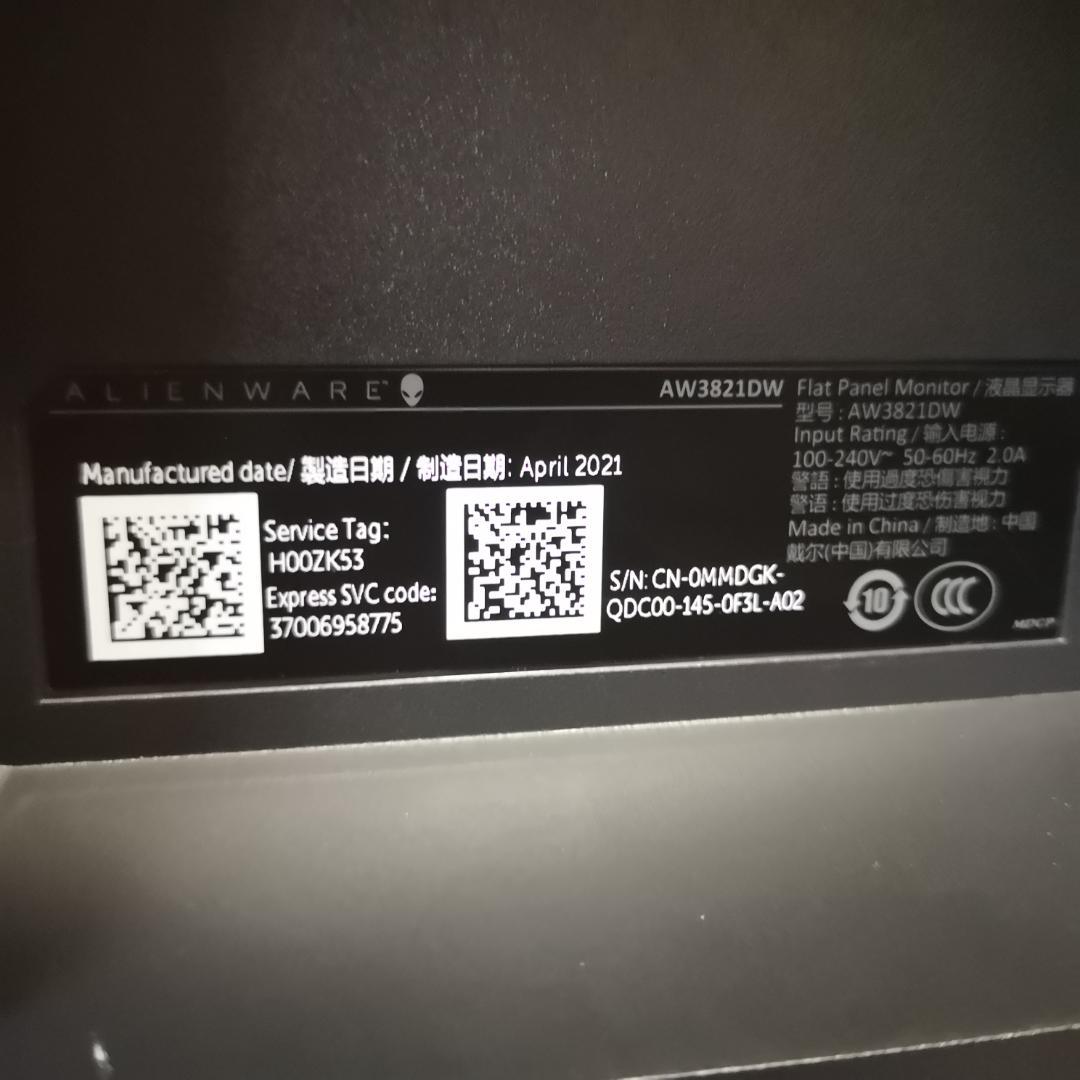 ALIENWARE
AW3821DW
Manufactured date/ 製造日期 / 制造日期: April 2021
Service Tag:
H00ZK53
Express SVC code:
37006958775
S/N: CN-0MMDGK-
QDC00-145-0F3L-A02
Flat Panel Monitor / 液晶显示器
型号 : AW3821DW
Input Rating / 输入电源 :
100-240V~ 50-60Hz 2.0A
警語 : 使用過度恐傷害視力
警语 : 使用过度恐伤害视力
Made in China / 制造地 : 中国
戴尔(中国)有限公司
10
CCC